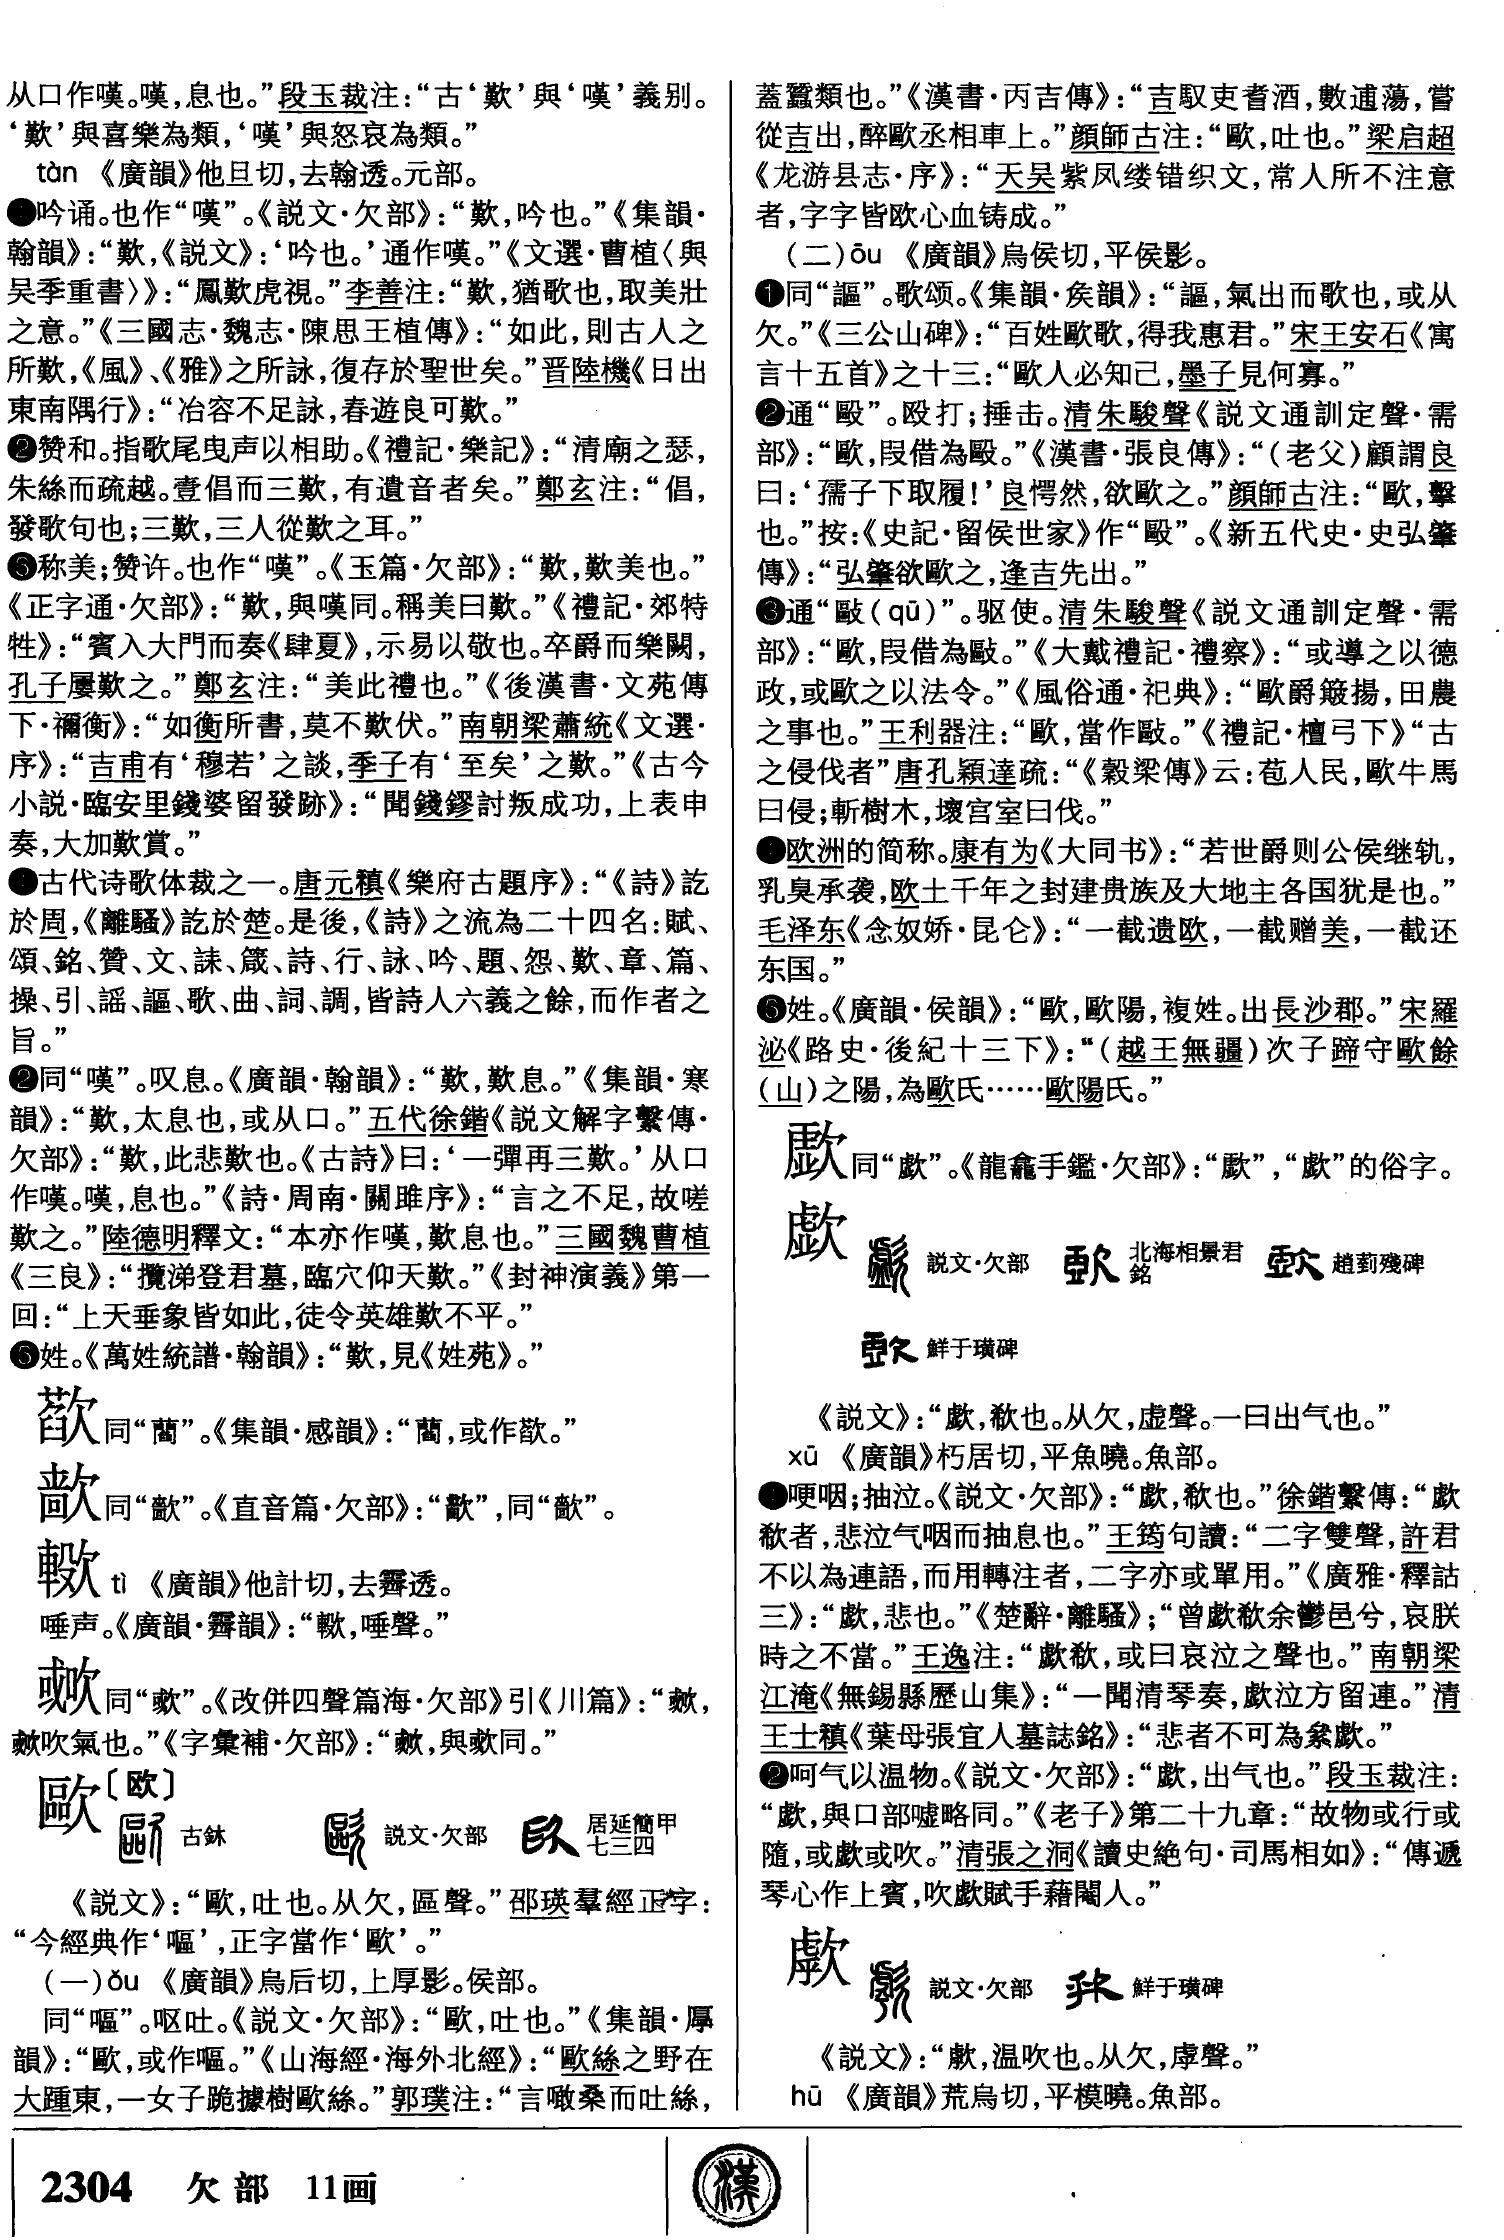 从口作嘆。嘆，息也。”段玉裁注：“古‘歎’與‘嘆’義别。
‘歎’與喜樂為類，‘嘆’與怒哀為類。”
tàn 《廣韻》他旦切，去翰透。元部。
❶吟诵。也作“嘆”。《説文·欠部》：“歎，吟也。”《集韻·
翰韻》：“歎，《説文》：‘吟也。’通作嘆。”《文選·曹植〈與
吴季重書〉》：“鳳歎虎視。”李善注：“歎，猶歌也，取美壯
之意。”《三國志·魏志·陳思王植傳》：“如此，則古人之
所歎，《風》、《雅》之所詠，復存於聖世矣。”晋陸機《日出
東南隅行》：“冶容不足詠，春遊良可歎。”
❷赞和。指歌尾曳声以相助。《禮記·樂記》：“清廟之瑟，
朱絲而疏越。壹倡而三歎，有遺音者矣。”鄭玄注：“倡，
發歌句也；三歎，三人從歎之耳。”
❸称美；赞许。也作“嘆”。《玉篇·欠部》：“歎，歎美也。”
《正字通·欠部》：“歎，與嘆同。稱美曰歎。”《禮記·郊特
牲》：“賓入大門而奏《肆夏》，示易以敬也。卒爵而樂闋，
孔子屢歎之。”鄭玄注：“美此禮也。”《後漢書·文苑傳
下·禰衡》：“如衡所書，莫不歎伏。”南朝梁蕭統《文選·
序》：“吉甫有‘穆若’之談，季子有‘至矣’之歎。”《古今
小説·臨安里錢婆留發跡》：“聞錢鏐討叛成功，上表申
奏，大加歎賞。”
❹古代诗歌体裁之一。唐元稹《樂府古題序》：“《詩》訖
於周，《離騷》訖於楚。是後，《詩》之流為二十四名：賦、
頌、銘、贊、文、誄、箴、詩、行、詠、吟、題、怨、歎、章、篇、
操、引、謡、謳、歌、曲、詞、調，皆詩人六義之餘，而作者之
旨。”
❷同“嘆”。叹息。《廣韻·翰韻》：“歎，歎息。”《集韻·寒
韻》：“歎，太息也，或从口。”五代徐鍇《説文解字繫傳·
欠部》：“歎，此悲歎也。《古詩》曰：‘一彈再三歎。’从口
作嘆。嘆，息也。”《詩·周南·關雎序》：“言之不足，故嗟
歎之。”陸德明釋文：“本亦作嘆，歎息也。”三國魏曹植
《三良》：“攬涕登君墓，臨穴仰天歎。”《封神演義》第一
回：“上天垂象皆如此，徒令英雄歎不平。”
❺姓。《萬姓統譜·翰韻》：“歎，見《姓苑》。”
同“藺”。《集韻·感韻》：“
同“歗”。《直音篇·欠部》：
tì 《廣韻》他計切，去霽透。
唾声。《廣韻·霽韻》：“，唾聲。”
《改併四聲篇海·欠部》引《川篇》：
吹氣也。”《字彙補·欠部》：
歐〔欧〕
古鉥 説文·欠部 居延簡甲七三四
《説文》：“歐，吐也。从欠，區聲。”邵瑛羣經正字：
“今經典作‘嘔’，正字當作‘歐’。”
(一)ǒu 《廣韻》烏后切，上厚影。侯部。
同“嘔”。呕吐。《説文·欠部》：“歐，吐也。”《集韻·厚
韻》：“歐，或作嘔。”《山海經·海外北經》：“歐絲之野在
大踵東，一女子跪據樹歐絲。”郭璞注：“言噉桑而吐絲，
蓋蠶類也。”《漢書·丙吉傳》：“吉馭吏耆酒，數逋蕩，嘗
從吉出，醉歐丞相車上。”顔師古注：“歐，吐也。”梁启超
《龙游县志·序》：“天吴紫凤缕错织文，常人所不注意
者，字字皆欧心血铸成。”
(二)ōu 《廣韻》烏侯切，平侯影。
❶同“謳”。歌颂。《集韻·矦韻》：“謳，氣出而歌也，或从
欠。”《三公山碑》：“百姓歐歌，得我惠君。”宋王安石《寓
言十五首》之十三：“歐人必知己，墨子見何寡。”
❷通“毆”。殴打；捶击。清朱駿聲《説文通訓定聲·需
部》：“歐，叚借為毆。”《漢書·張良傳》：“(老父)顧謂良
曰：‘孺子下取履！’良愕然，欲歐之。”顔師古注：“歐，擊
也。”按：《史記·留侯世家》作“毆”。《新五代史·史弘肇
傳》：“弘肇欲歐之，逢吉先出。”
❸通“敺(qū)”。驱使。清朱駿聲《説文通訓定聲·需
部》：“歐，叚借為敺。”《大戴禮記·禮察》：“或導之以德
政，或歐之以法令。”《風俗通·祀典》：“歐爵簸揚，田農
之事也。”王利器注：“歐，當作敺。”《禮記·檀弓下》“古
之侵伐者”唐孔穎達疏：“《穀梁傳》云：苞人民，歐牛馬
曰侵；斬樹木，壞宫室曰伐。”
❹欧洲的简称。康有为《大同书》：“若世爵则公侯继轨，
乳臭承袭，欧土千年之封建贵族及大地主各国犹是也。”
毛泽东《念奴娇·昆仑》：“一截遗欧，一截赠美，一截还
东国。”
❺姓。《廣韻·侯韻》：“歐，歐陽，複姓。出長沙郡。”宋羅
泌《路史·後紀十三下》：“(越王無疆)次子蹄守歐餘
(山)之陽，為歐氏……歐陽氏。”
同“歔”。《龍龕手鑑·欠部》：“”，“歔”的俗字。
歔
説文·欠部 北海相景君銘 趙菿殘碑
鮮于璜碑
《説文》：“歔，欷也。从欠，虚聲。一曰出气也。”
xū 《廣韻》朽居切，平魚曉。魚部。
❶哽咽；抽泣。《説文·欠部》：“歔，欷也。”徐鍇繫傳：“歔
欷者，悲泣气咽而抽息也。”王筠句讀：“二字雙聲，許君
不以為連語，而用轉注者，二字亦或單用。”《廣雅·釋詁
三》：“歔，悲也。”《楚辭·離騷》；“曾歔欷余鬱邑兮，哀朕
時之不當。”王逸注：“歔欷，或曰哀泣之聲也。”南朝梁
江淹《無錫縣歷山集》：“一聞清琴奏，歔泣方留連。”清
王士稹《葉母張宜人墓誌銘》：“悲者不可為絫歔。”
❷呵气以温物。《説文·欠部》：“歔，出气也。”段玉裁注：
“歔，與口部嘘略同。”《老子》第二十九章：“故物或行或
隨，或歔或吹。”清張之洞《讀史絶句·司馬相如》：“傳遞
琴心作上賓，吹歔賦手藉閹人。”
歑
説文·欠部 鮮于璜碑
《説文》：“歑，温吹也。从欠，虖聲。”
hū 《廣韻》荒烏切，平模曉。魚部。
2304 欠部 11画
漢